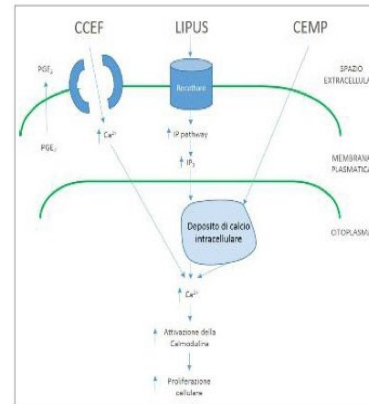 CCEF LIPUS CEMP
PGE₂
SPAZIO
EXTRACELLULARE
Recettore
↑ Ca²⁺
↑ IP pathway
PGE₂
↑ IP₃
MEMBRANA
PLASMATICA
Deposito di calcio
intracellulare
CITOPLASMA
↑ Ca²⁺
↑ Attivazione della
Calmodulina
↑ Proliferazione
cellulare